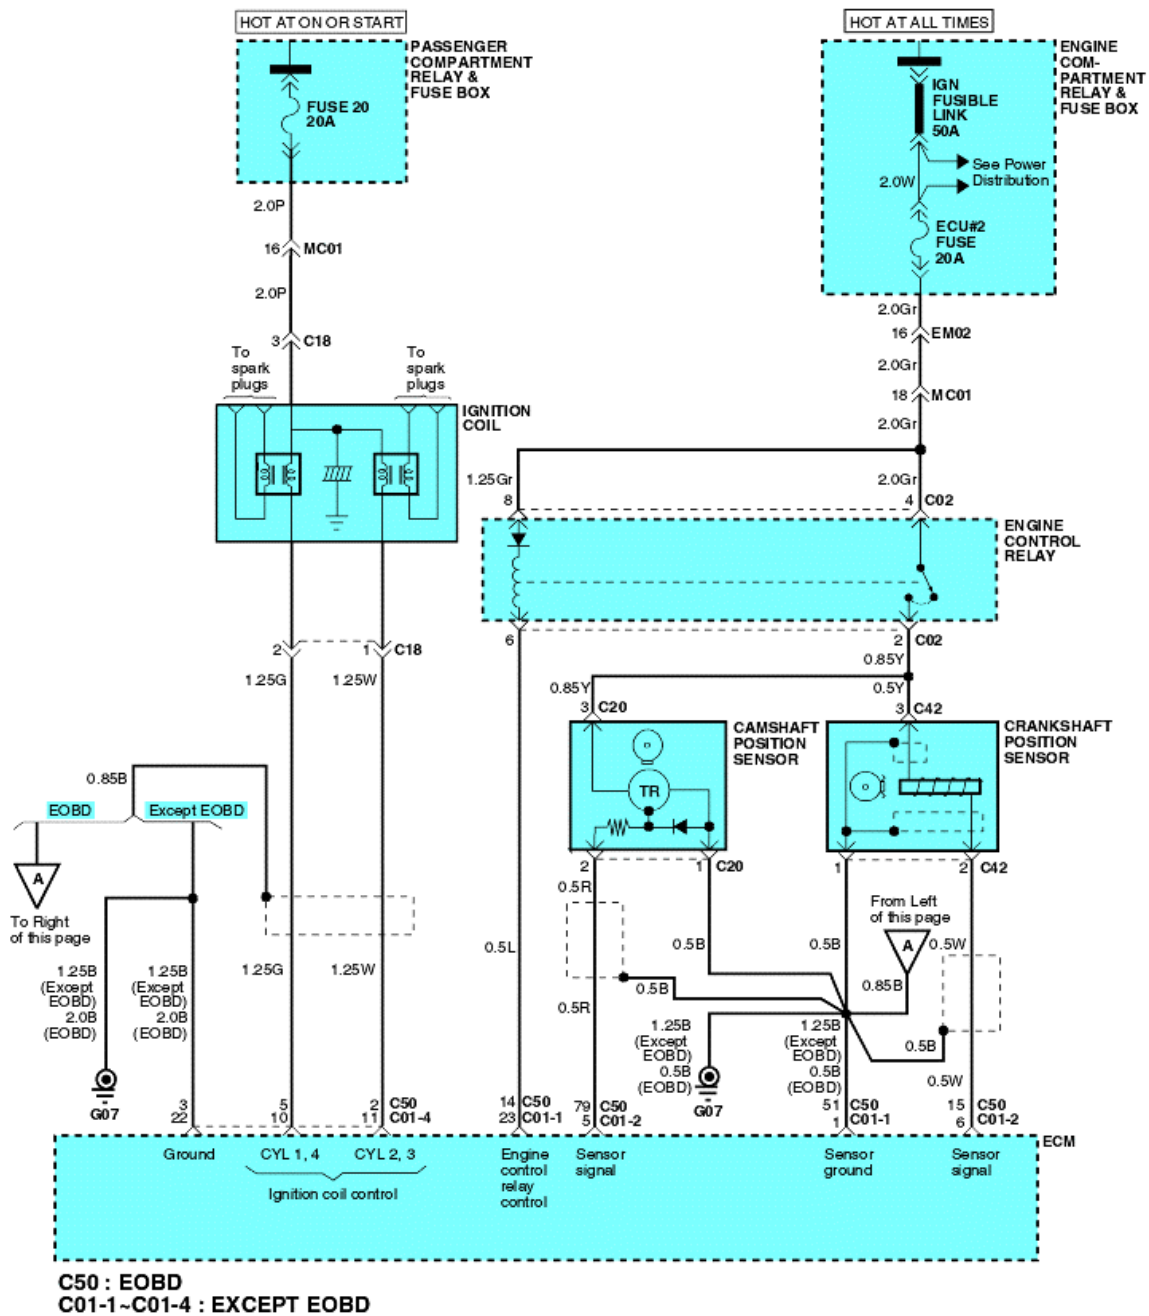 HOT AT ON OR START
HOT AT ALL TIMES
PASSENGER
COMPARTMENT
RELAY &
FUSE BOX
FUSE 20
20A
ENGINE
COM-
PARTMENT
RELAY &
FUSE BOX
IGN
FUSIBLE
LINK
50A
See Power
Distribution
2.0W
ECU#2
FUSE
20A
2.0P
16 MC01
2.0P
3 C18
2.0Gr
16 EM02
2.0Gr
18 MC01
2.0Gr
To
spark
plugs
To
spark
plugs
IGNITION
COIL
1.25Gr
8
2.0Gr
4 C02
ENGINE
CONTROL
RELAY
6
2 C02
2
1 C18
1.25G
1.25W
0.85Y
0.5Y
0.85Y
3 C20
3 C42
CAMSHAFT
POSITION
SENSOR
TR
CRANKSHAFT
POSITION
SENSOR
0.85B
EOBD
Except EOBD
A
To Right
of this page
2
1 C20
1
2 C42
0.5R
From Left
of this page
A
0.5L
0.5B
0.5B
0.5W
1.25B
(Except
EOBD)
2.0B
(EOBD)
1.25B
(Except
EOBD)
2.0B
(EOBD)
1.25G
1.25W
0.5R
0.5B
0.85B
1.25B
(Except
EOBD)
0.5B
(EOBD)
1.25B
(Except
EOBD)
0.5B
(EOBD)
0.5B
0.5W
G07
G07
3
22
5
10
2 C50
11 C01-4
14 C50
23 C01-1
79 C50
5 C01-2
51 C50
1 C01-1
15 C50
6 C01-2
ECM
Ground
CYL 1, 4
CYL 2, 3
Ignition coil control
Engine
control
relay
control
Sensor
signal
Sensor
ground
Sensor
signal
C50 : EOBD
C01-1~C01-4 : EXCEPT EOBD